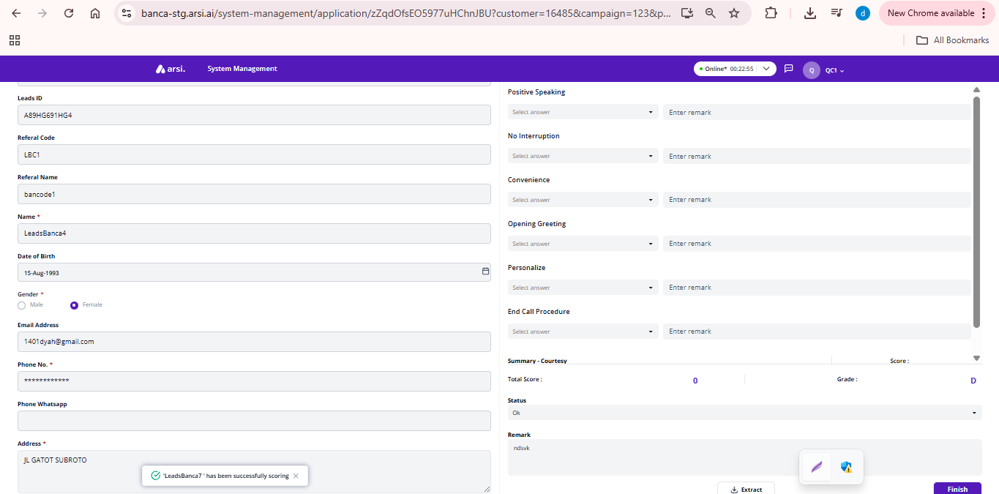 banca-stg.arsi.ai/system-management/application/zZqdOfsEO5977uHChnJBU?customer=16485&campaign=123&p...
d
New Chrome available
All Bookmarks
arsi.
System Management
Online* 00:22:55
Q
QC1
Leads ID
A89HG691HG4
Referal Code
LBC1
Referal Name
bancode1
Name *
LeadsBanca4
Date of Birth
15-Aug-1993
Gender *
Male
Female
Email Address
1401dyah@gmail.com
Phone No. *
************
Phone Whatsapp
Address *
JL GATOT SUBROTO
'LeadsBanca7 ' has been successfully scoring
Positive Speaking
Select answer
Enter remark
No Interruption
Select answer
Enter remark
Convenience
Select answer
Enter remark
Opening Greeting
Select answer
Enter remark
Personalize
Select answer
Enter remark
End Call Procedure
Select answer
Enter remark
Summary - Courtesy
Score :
Total Score :
0
Grade :
D
Status
Ok
Remark
ndsvk
Extract
Finish